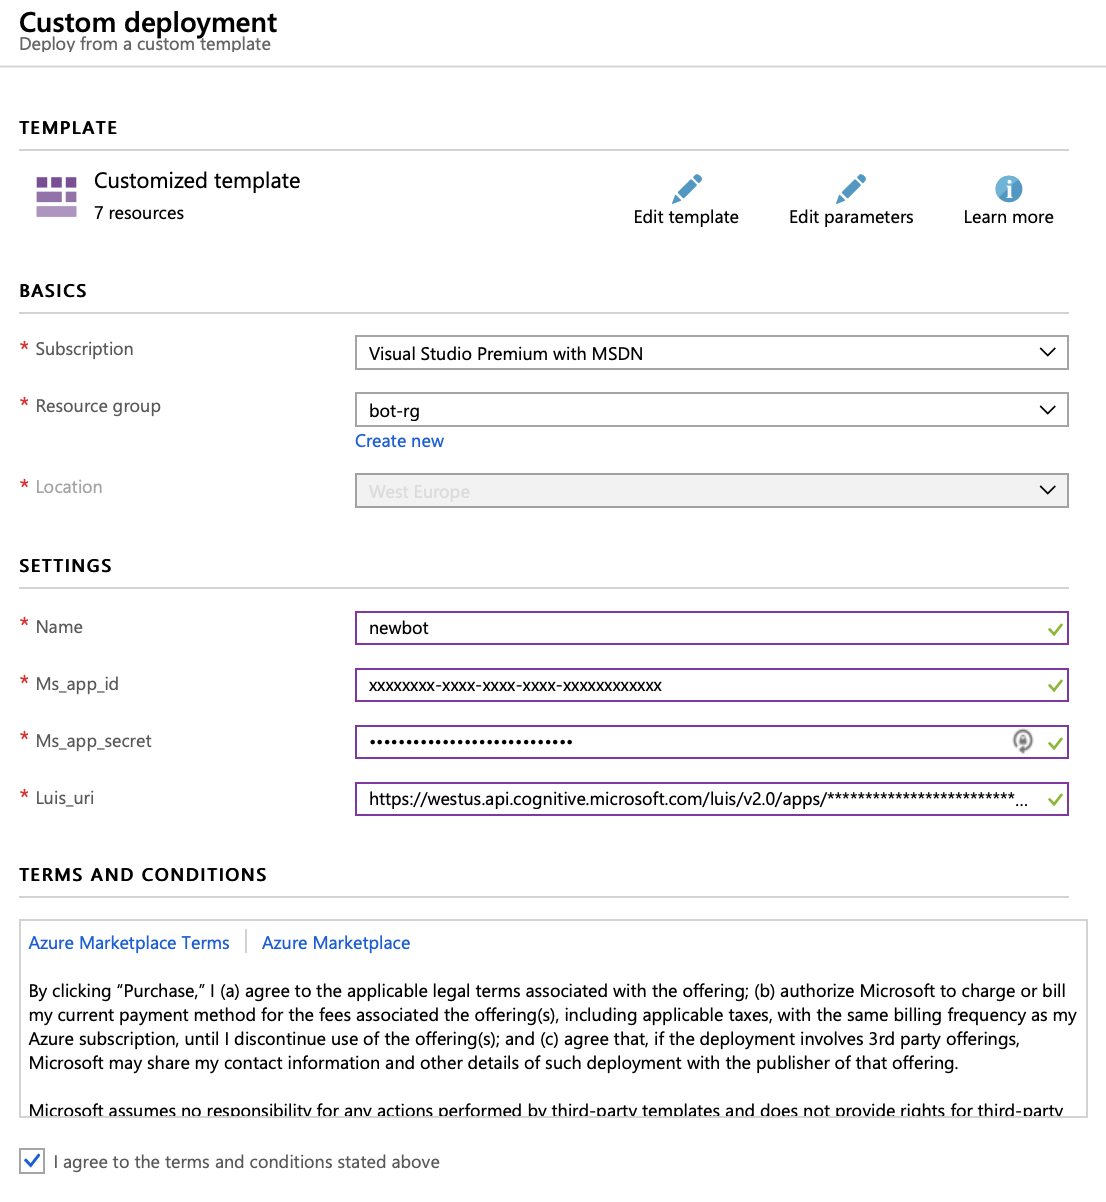 Custom deployment
Deploy from a custom template
TEMPLATE
Customized template
7 resources
Edit template
Edit parameters
Learn more
BASICS
* Subscription
Visual Studio Premium with MSDN
* Resource group
bot-rg
Create new
* Location
West Europe
SETTINGS
* Name
newbot
* Ms_app_id
xxxxxxxx-xxxx-xxxx-xxxx-xxxxxxxxxxxx
* Ms_app_secret
••••••••••••••••••••••••••••
* Luis_uri
https://westus.api.cognitive.microsoft.com/luis/v2.0/apps/*************************...
TERMS AND CONDITIONS
Azure Marketplace Terms
Azure Marketplace
By clicking “Purchase,” I (a) agree to the applicable legal terms associated with the offering; (b) authorize Microsoft to charge or bill
my current payment method for the fees associated the offering(s), including applicable taxes, with the same billing frequency as my
Azure subscription, until I discontinue use of the offering(s); and (c) agree that, if the deployment involves 3rd party offerings,
Microsoft may share my contact information and other details of such deployment with the publisher of that offering.
Microsoft assumes no responsibility for any actions performed by third-party templates and does not provide rights for third-party
I agree to the terms and conditions stated above